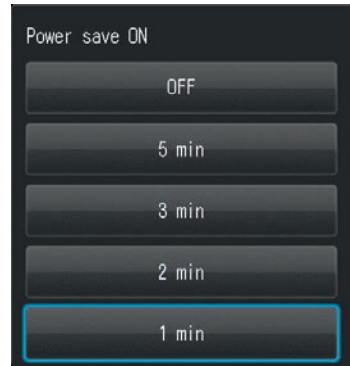 Power save ON
OFF
5 min
3 min
2 min
1 min